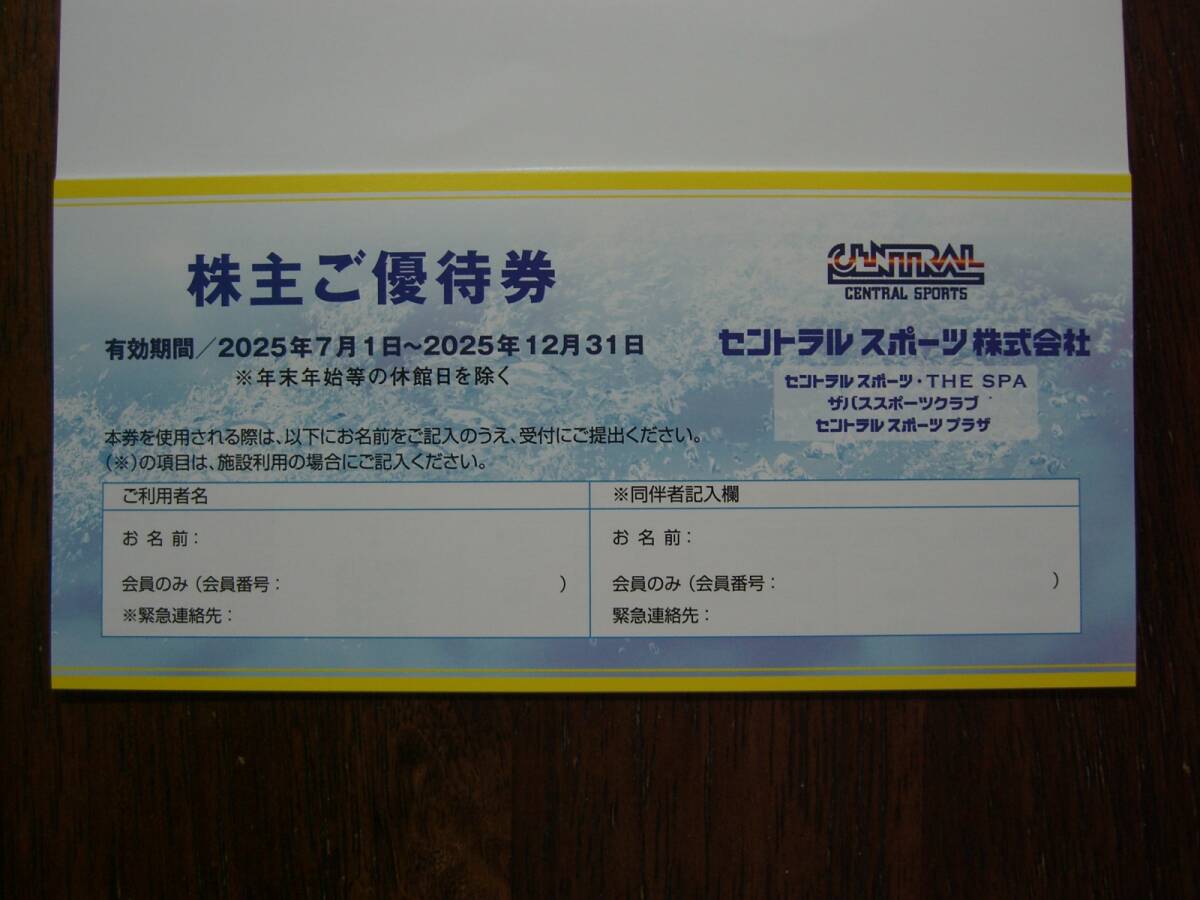 株主ご優待券
有効期間／2025年7月1日～2025年12月31日
※年末年始等の休館日を除く
CENTRAL
CENTRAL SPORTS
セントラルスポーツ株式会社
セントラルスポーツ・THE SPA
ザバススポーツクラブ
セントラルスポーツプラザ
本券を使用される際は、以下にお名前をご記入のうえ、受付にご提出ください。
（※）の項目は、施設利用の場合にご記入ください。
ご利用者名
お名前：
会員のみ（会員番号： ）
※緊急連絡先：
※同伴者記入欄
お名前：
会員のみ（会員番号： ）
緊急連絡先：